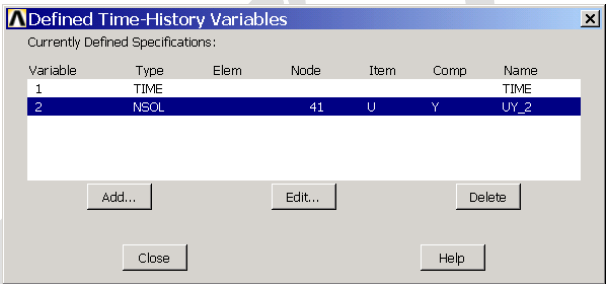 Defined Time-History Variables
Currently Defined Specifications:
Variable Type Elem Node Item Comp Name
1 TIME TIME
2 NSOL 41 U Y UY_2
Add... Edit... Delete
Close Help